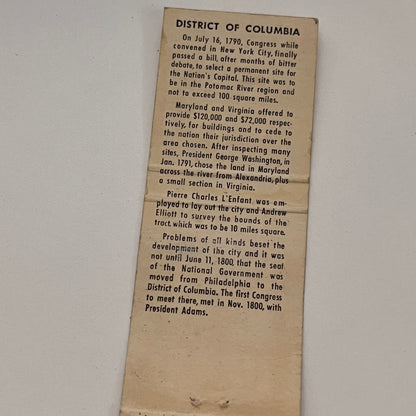 DISTRICT OF COLUMBIA
On July 16, 1790, Congress while
convened in New York City, finally
passed a bill, after months of bitter
debate, to select a permanent site for
the Nation's Capital. This site was to
be in the Potomac River region and
not to exceed 100 square miles.
Maryland and Virginia offered to
provide $120,000 and $72,000 respec-
tively, for buildings and to cede to
the nation their jurisdiction over the
area chosen. After inspecting many
sites, President George Washington, in
Jan. 1791, chose the land in Maryland
across the river from Alexandria, plus
a small section in Virginia.
Pierre Charles L'Enfant was em-
ployed to lay out the city and Andrew
Elliott to survey the bounds of the
tract, which was to be 10 miles square.
Problems of all kinds beset the
development of the city and it was
not until June 11, 1800, that the seat
of the National Government was
moved from Philadelphia to the
District of Columbia. The first Congress
to meet there, met in Nov. 1800, with
President Adams.